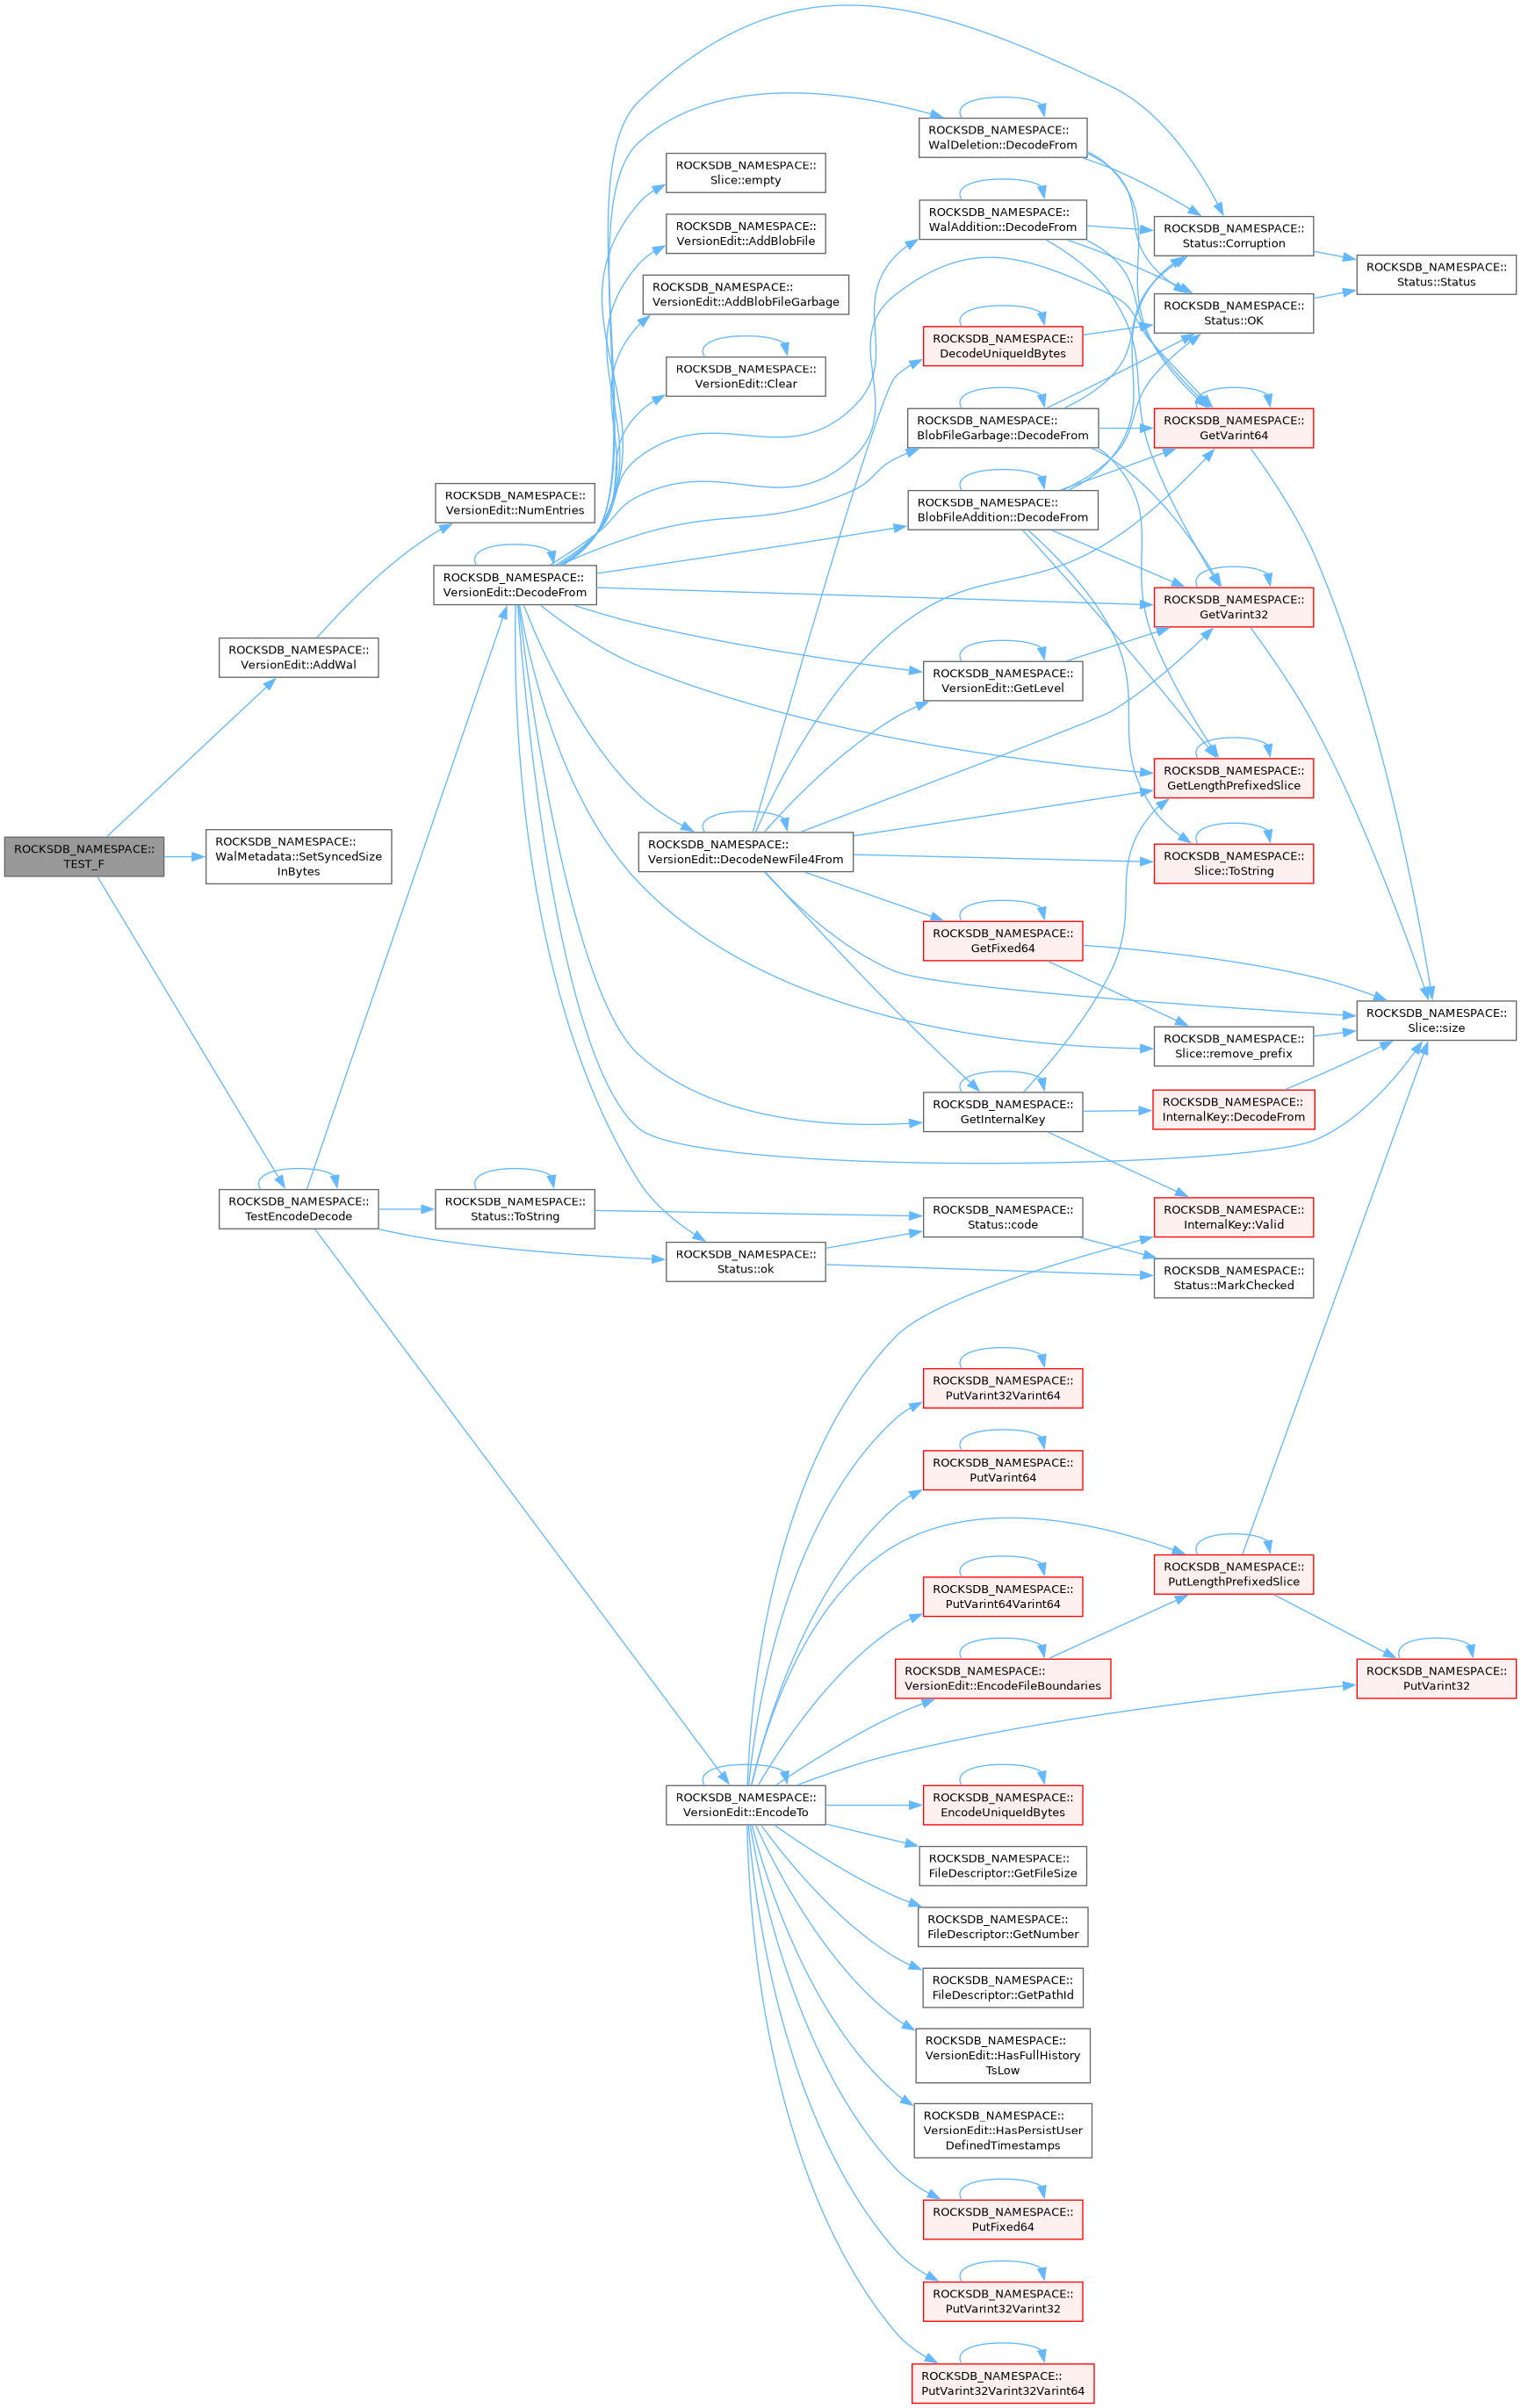 ROCKSDB_NAMESPACE::
TEST_F
ROCKSDB_NAMESPACE::
VersionEdit::AddWal
ROCKSDB_NAMESPACE::
WalMetadata::SetSyncedSize
InBytes
ROCKSDB_NAMESPACE::
TestEncodeDecode
ROCKSDB_NAMESPACE::
VersionEdit::NumEntries
ROCKSDB_NAMESPACE::
VersionEdit::DecodeFrom
ROCKSDB_NAMESPACE::
Status::ToString
ROCKSDB_NAMESPACE::
Slice::empty
ROCKSDB_NAMESPACE::
VersionEdit::AddBlobFile
ROCKSDB_NAMESPACE::
VersionEdit::AddBlobFileGarbage
ROCKSDB_NAMESPACE::
VersionEdit::Clear
ROCKSDB_NAMESPACE::
VersionEdit::DecodeNewFile4From
ROCKSDB_NAMESPACE::
Status::ok
ROCKSDB_NAMESPACE::
VersionEdit::EncodeTo
ROCKSDB_NAMESPACE::
WalDeletion::DecodeFrom
ROCKSDB_NAMESPACE::
WalAddition::DecodeFrom
ROCKSDB_NAMESPACE::
DecodeUniqueIdBytes
ROCKSDB_NAMESPACE::
BlobFileGarbage::DecodeFrom
ROCKSDB_NAMESPACE::
BlobFileAddition::DecodeFrom
ROCKSDB_NAMESPACE::
VersionEdit::GetLevel
ROCKSDB_NAMESPACE::
GetFixed64
ROCKSDB_NAMESPACE::
GetInternalKey
ROCKSDB_NAMESPACE::
Status::code
ROCKSDB_NAMESPACE::
PutVarint32Varint64
ROCKSDB_NAMESPACE::
PutVarint64
ROCKSDB_NAMESPACE::
PutVarint64Varint64
ROCKSDB_NAMESPACE::
VersionEdit::EncodeFileBoundaries
ROCKSDB_NAMESPACE::
EncodeUniqueIdBytes
ROCKSDB_NAMESPACE::
FileDescriptor::GetFileSize
ROCKSDB_NAMESPACE::
FileDescriptor::GetNumber
ROCKSDB_NAMESPACE::
FileDescriptor::GetPathId
ROCKSDB_NAMESPACE::
VersionEdit::HasFullHistory
TsLow
ROCKSDB_NAMESPACE::
VersionEdit::HasPersistUser
DefinedTimestamps
ROCKSDB_NAMESPACE::
PutFixed64
ROCKSDB_NAMESPACE::
PutVarint32Varint32
ROCKSDB_NAMESPACE::
PutVarint32Varint32Varint64
ROCKSDB_NAMESPACE::
Status::Corruption
ROCKSDB_NAMESPACE::
Status::OK
ROCKSDB_NAMESPACE::
GetVarint64
ROCKSDB_NAMESPACE::
GetVarint32
ROCKSDB_NAMESPACE::
GetLengthPrefixedSlice
ROCKSDB_NAMESPACE::
Slice::ToString
ROCKSDB_NAMESPACE::
Slice::remove_prefix
ROCKSDB_NAMESPACE::
InternalKey::DecodeFrom
ROCKSDB_NAMESPACE::
InternalKey::Valid
ROCKSDB_NAMESPACE::
Status::MarkChecked
ROCKSDB_NAMESPACE::
PutLengthPrefixedSlice
ROCKSDB_NAMESPACE::
Status::Status
ROCKSDB_NAMESPACE::
Slice::size
ROCKSDB_NAMESPACE::
PutVarint32